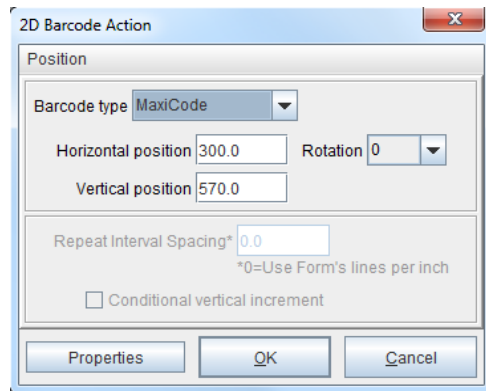 2D Barcode Action
Position
Barcode type MaxiCode
Horizontal position 300.0 Rotation 0
Vertical position 570.0
Repeat Interval Spacing* 0.0
*0=Use Form's lines per inch
Conditional vertical increment
Properties OK Cancel